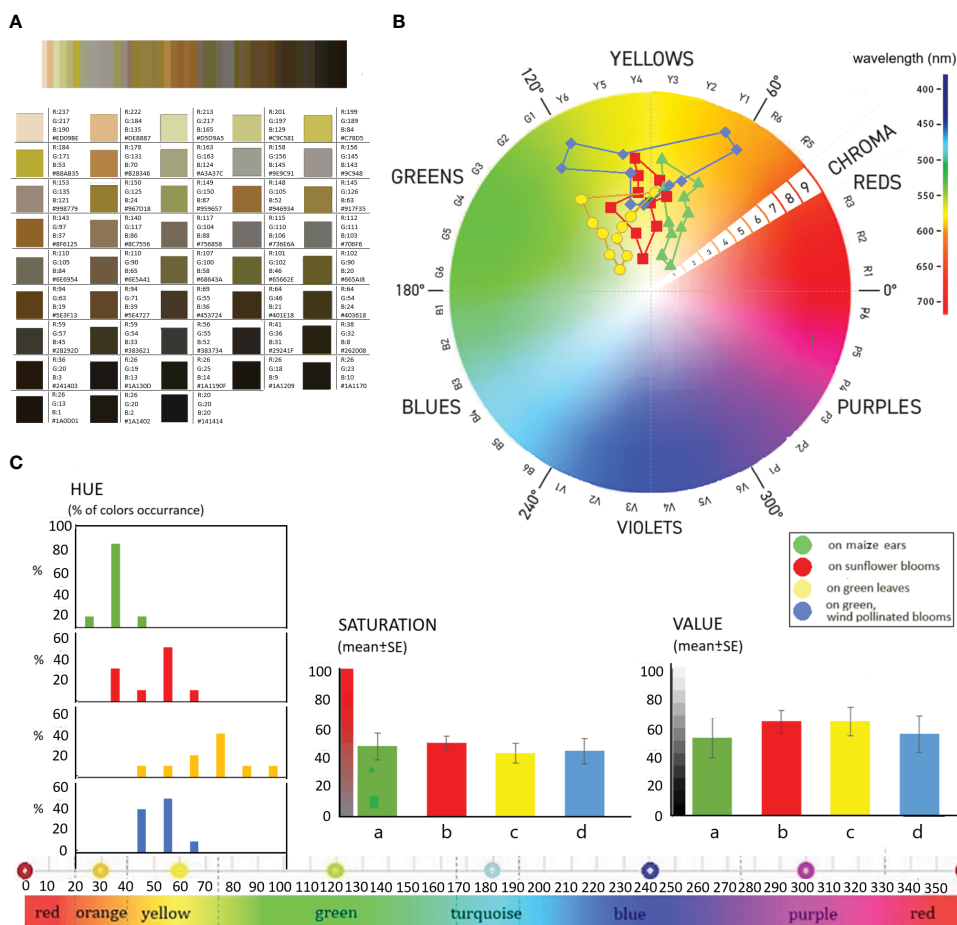 A
R:237
G:217
B:190
#EDD9BE
R:222
G:184
B:135
#DEB887
R:213
G:217
B:165
#D5D9A5
R:201
G:197
B:129
#C9C581
R:199
G:189
B:84
#C78D5
R:184
G:171
B:53
#B8AB35
R:178
G:131
B:70
#B28346
R:163
G:163
B:124
#A3A37C
R:158
G:156
B:145
#9E9C91
R:156
G:145
B:143
#9C948
R:153
G:135
B:121
#998779
R:150
G:125
B:24
#967D18
R:149
G:150
B:87
#959657
R:148
G:105
B:52
#946934
R:145
G:126
B:63
#917F35
R:143
G:97
B:37
#8F6125
R:140
G:117
B:86
#8C7556
R:117
G:104
B:88
#756858
R:115
G:110
B:106
#736E6A
R:112
G:111
B:103
#706F6
R:110
G:105
B:84
#6E6954
R:110
G:90
B:65
#6E5A41
R:107
G:100
B:58
#68643A
R:101
G:102
B:46
#65662E
R:102
G:90
B:20
#665AI8
R:94
G:63
B:19
#5E3F13
R:94
G:71
B:39
#5E4727
R:69
G:55
B:36
#453724
R:64
G:46
B:21
#401E18
R:64
G:54
B:24
#403618
R:59
G:57
B:45
#28292D
R:59
G:54
B:33
#383621
R:56
G:55
B:52
#383734
R:41
G:36
B:31
#29241F
R:38
G:32
B:8
#262008
R:36
G:20
B:3
#241403
R:26
G:19
B:13
#1A130D
R:26
G:25
B:14
#1A1190F
R:26
G:18
B:9
#1A1209
R:26
G:23
B:10
#1A1170
R:26
G:13
B:1
#1A0D01
R:26
G:20
B:2
#1A1402
R:20
G:20
B:20
#141414
B
YELLOWS
120°
Y6
Y5
Y4
Y3
Y2
Y1
60°
G1
G2
G3
G4
G5
G6
R6
R5
R3
R2
R1
GREENS
CHROMA
REDS
1 2 3 4 5 6 7 8 9
180°
0°
B1
B2
B3
B4
B5
B6
P6
P5
P4
P3
P2
P1
BLUES
PURPLES
240°
V1
V2
V3
V4
V5
V6
300°
VIOLETS
wavelength (nm)
400
450
500
550
600
650
700
C
HUE
(% of colors occurrance)
100
80
60
40
20
%
60
40
20
%
60
40
20
%
60
40
20
0
%
SATURATION
(mean±SE)
100
80
60
40
20
0
a b c d
on maize ears
on sunflower blooms
on green leaves
on green,
wind pollinated blooms
VALUE
(mean±SE)
100
80
60
40
20
0
a b c d
0 10 20 30 40 50 60 70 80 90 100 110 120 130 140 150 160 170 180 190 200 210 220 230 240 250 260 270 280 290 300 310 320 330 340 350
red orange yellow green turquoise blue purple red